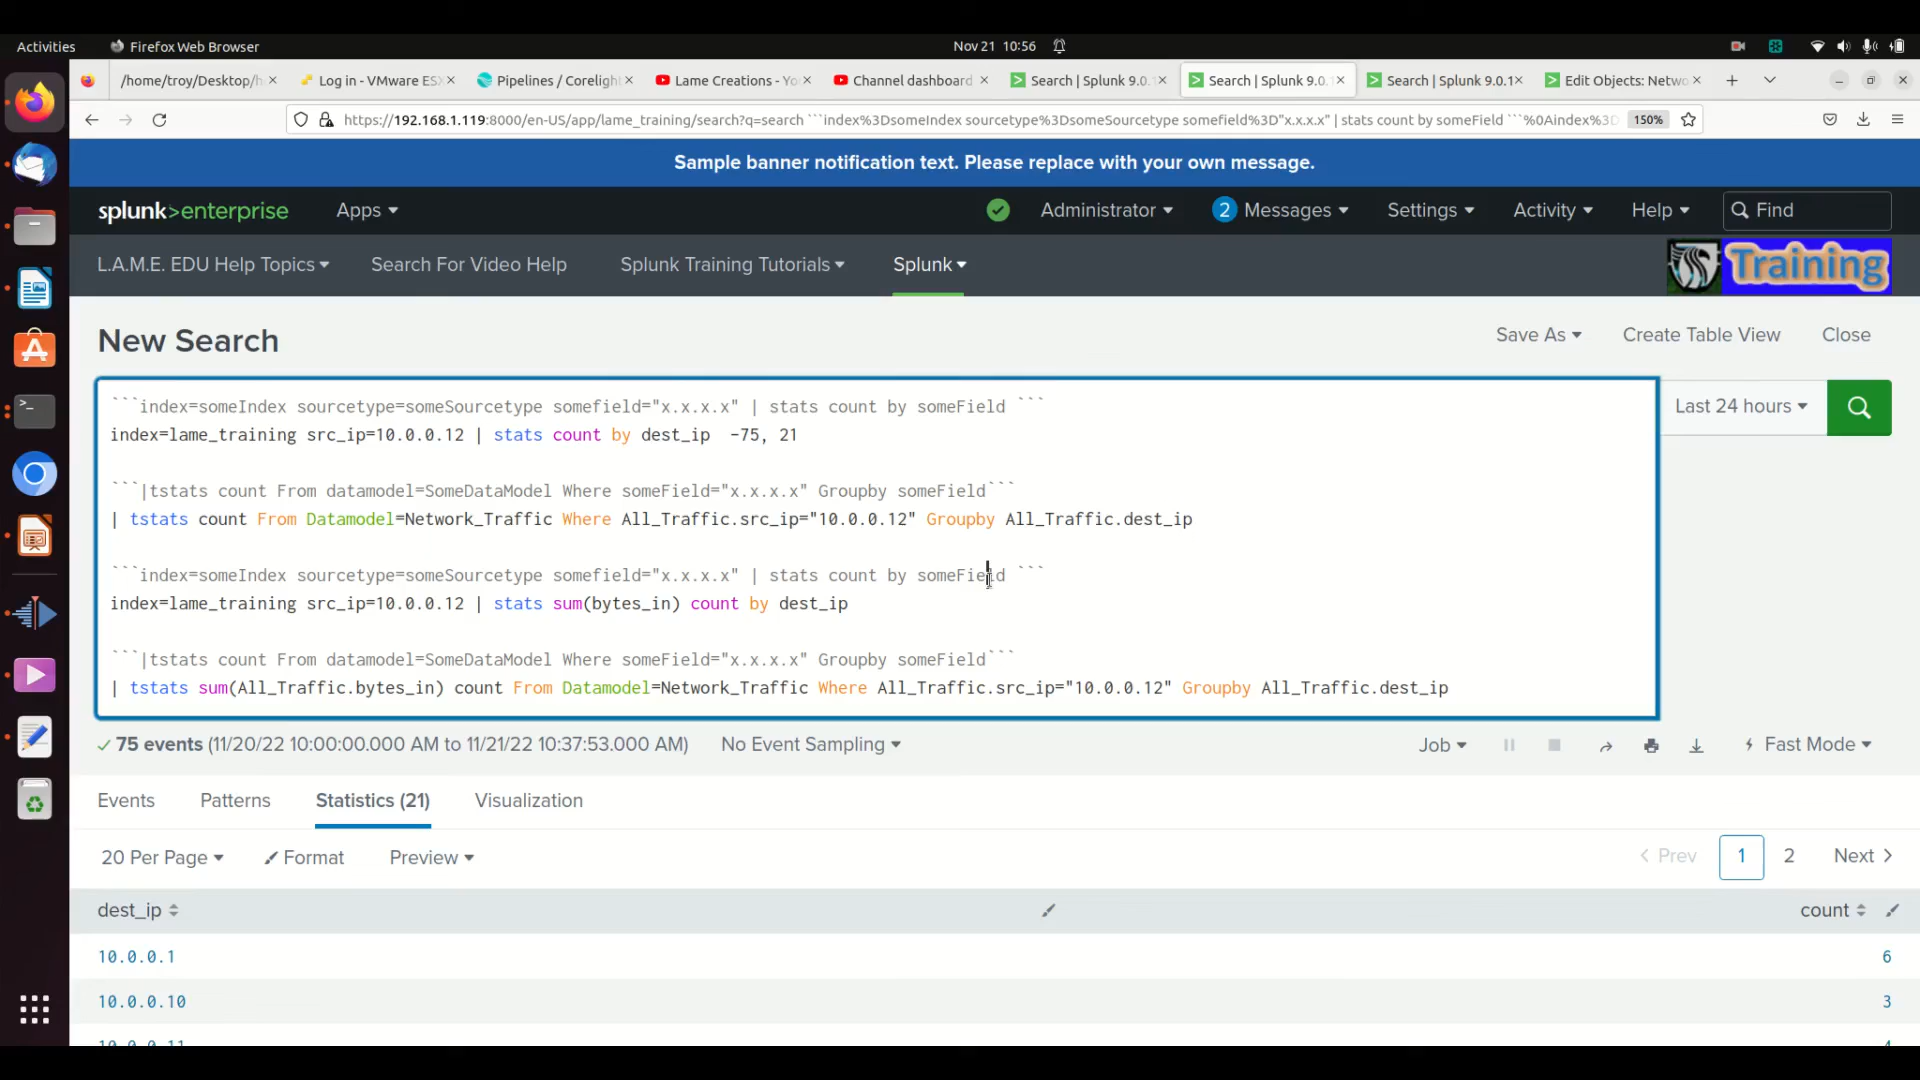 Activities Firefox Web Browser Nov 21 10:56
/home/troy/Desktop/h × Log in - VMware ESX × Pipelines / Corelight × Lame Creations - Yo × Channel dashboard × Search | Splunk 9.0. × Search | Splunk 9.0. × Search | Splunk 9.0.1 × Edit Objects: Netwo ×
https://192.168.1.119:8000/en-US/app/lame_training/search?q=search ```index%3DsomeIndex sourcetype%3DsomeSourcetype somefield%3D"x.x.x.x" | stats count by someField ```%0Aindex%3D 150%
Sample banner notification text. Please replace with your own message.
splunk>enterprise Apps Administrator 2 Messages Settings Activity Help Find
L.A.M.E. EDU Help Topics Search For Video Help Splunk Training Tutorials Splunk Training
New Search Save As Create Table View Close
```index=someIndex sourcetype=someSourcetype somefield="x.x.x.x" | stats count by someField ``` Last 24 hours
index=lame_training src_ip=10.0.0.12 | stats count by dest_ip -75, 21
```|tstats count From datamodel=SomeDataModel Where someField="x.x.x.x" Groupby someField```
| tstats count From Datamodel=Network_Traffic Where All_Traffic.src_ip="10.0.0.12" Groupby All_Traffic.dest_ip
```index=someIndex sourcetype=someSourcetype somefield="x.x.x.x" | stats count by someField ```
index=lame_training src_ip=10.0.0.12 | stats sum(bytes_in) count by dest_ip
```|tstats count From datamodel=SomeDataModel Where someField="x.x.x.x" Groupby someField```
| tstats sum(All_Traffic.bytes_in) count From Datamodel=Network_Traffic Where All_Traffic.src_ip="10.0.0.12" Groupby All_Traffic.dest_ip
75 events (11/20/22 10:00:00.000 AM to 11/21/22 10:37:53.000 AM) No Event Sampling Job Fast Mode
Events Patterns Statistics (21) Visualization
20 Per Page Format Preview < Prev 1 2 Next >
dest_ip count
10.0.0.1 6
10.0.0.10 3
10.0.0.11 4